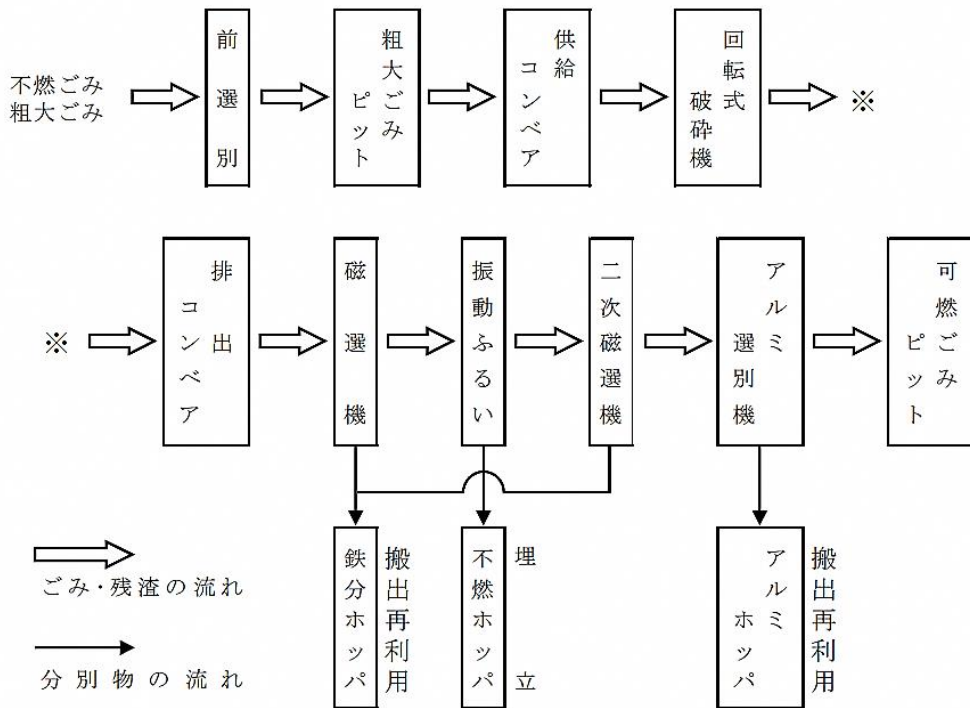 不燃ごみ
粗大ごみ
前選別
粗大ごみ
ピット
供給
コンベア
回転式
破砕機
※
※
排出
コンベア
磁選機
振動ふるい
二次磁選機
アルミ
選別機
可燃ごみ
ピット
ごみ・残渣の流れ
分別物の流れ
鉄分ホッパ
搬出再利用
不燃ホッパ
埋立
アルミ
ホッパ
搬出再利用